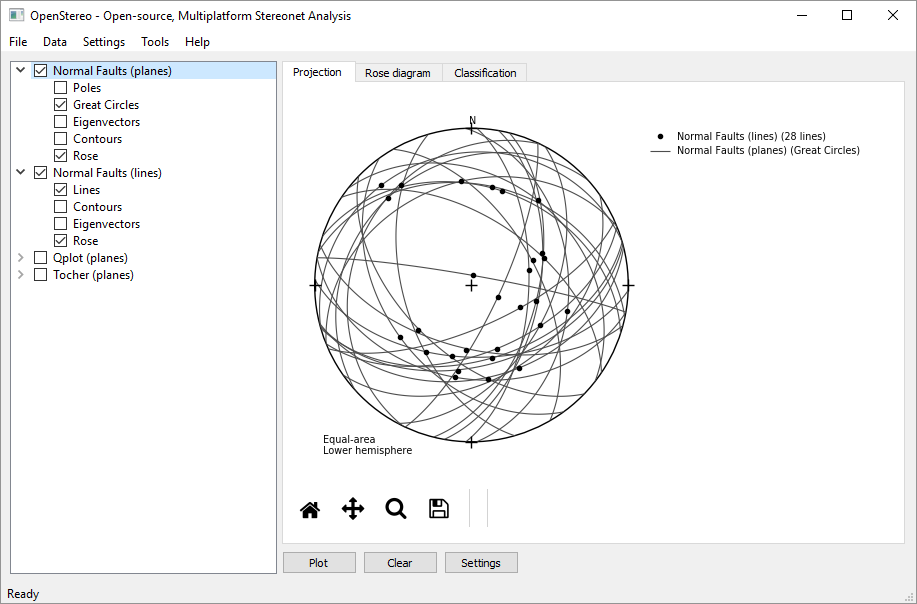 OpenStereo - Open-source, Multiplatform Stereonet Analysis
File Data Settings Tools Help
Normal Faults (planes)
Poles
Great Circles
Eigenvectors
Contours
Rose
Normal Faults (lines)
Lines
Contours
Eigenvectors
Rose
Qplot (planes)
Tocher (planes)
Projection Rose diagram Classification
N
Normal Faults (lines) (28 lines)
Normal Faults (planes) (Great Circles)
Equal-area
Lower hemisphere
Plot Clear Settings
Ready